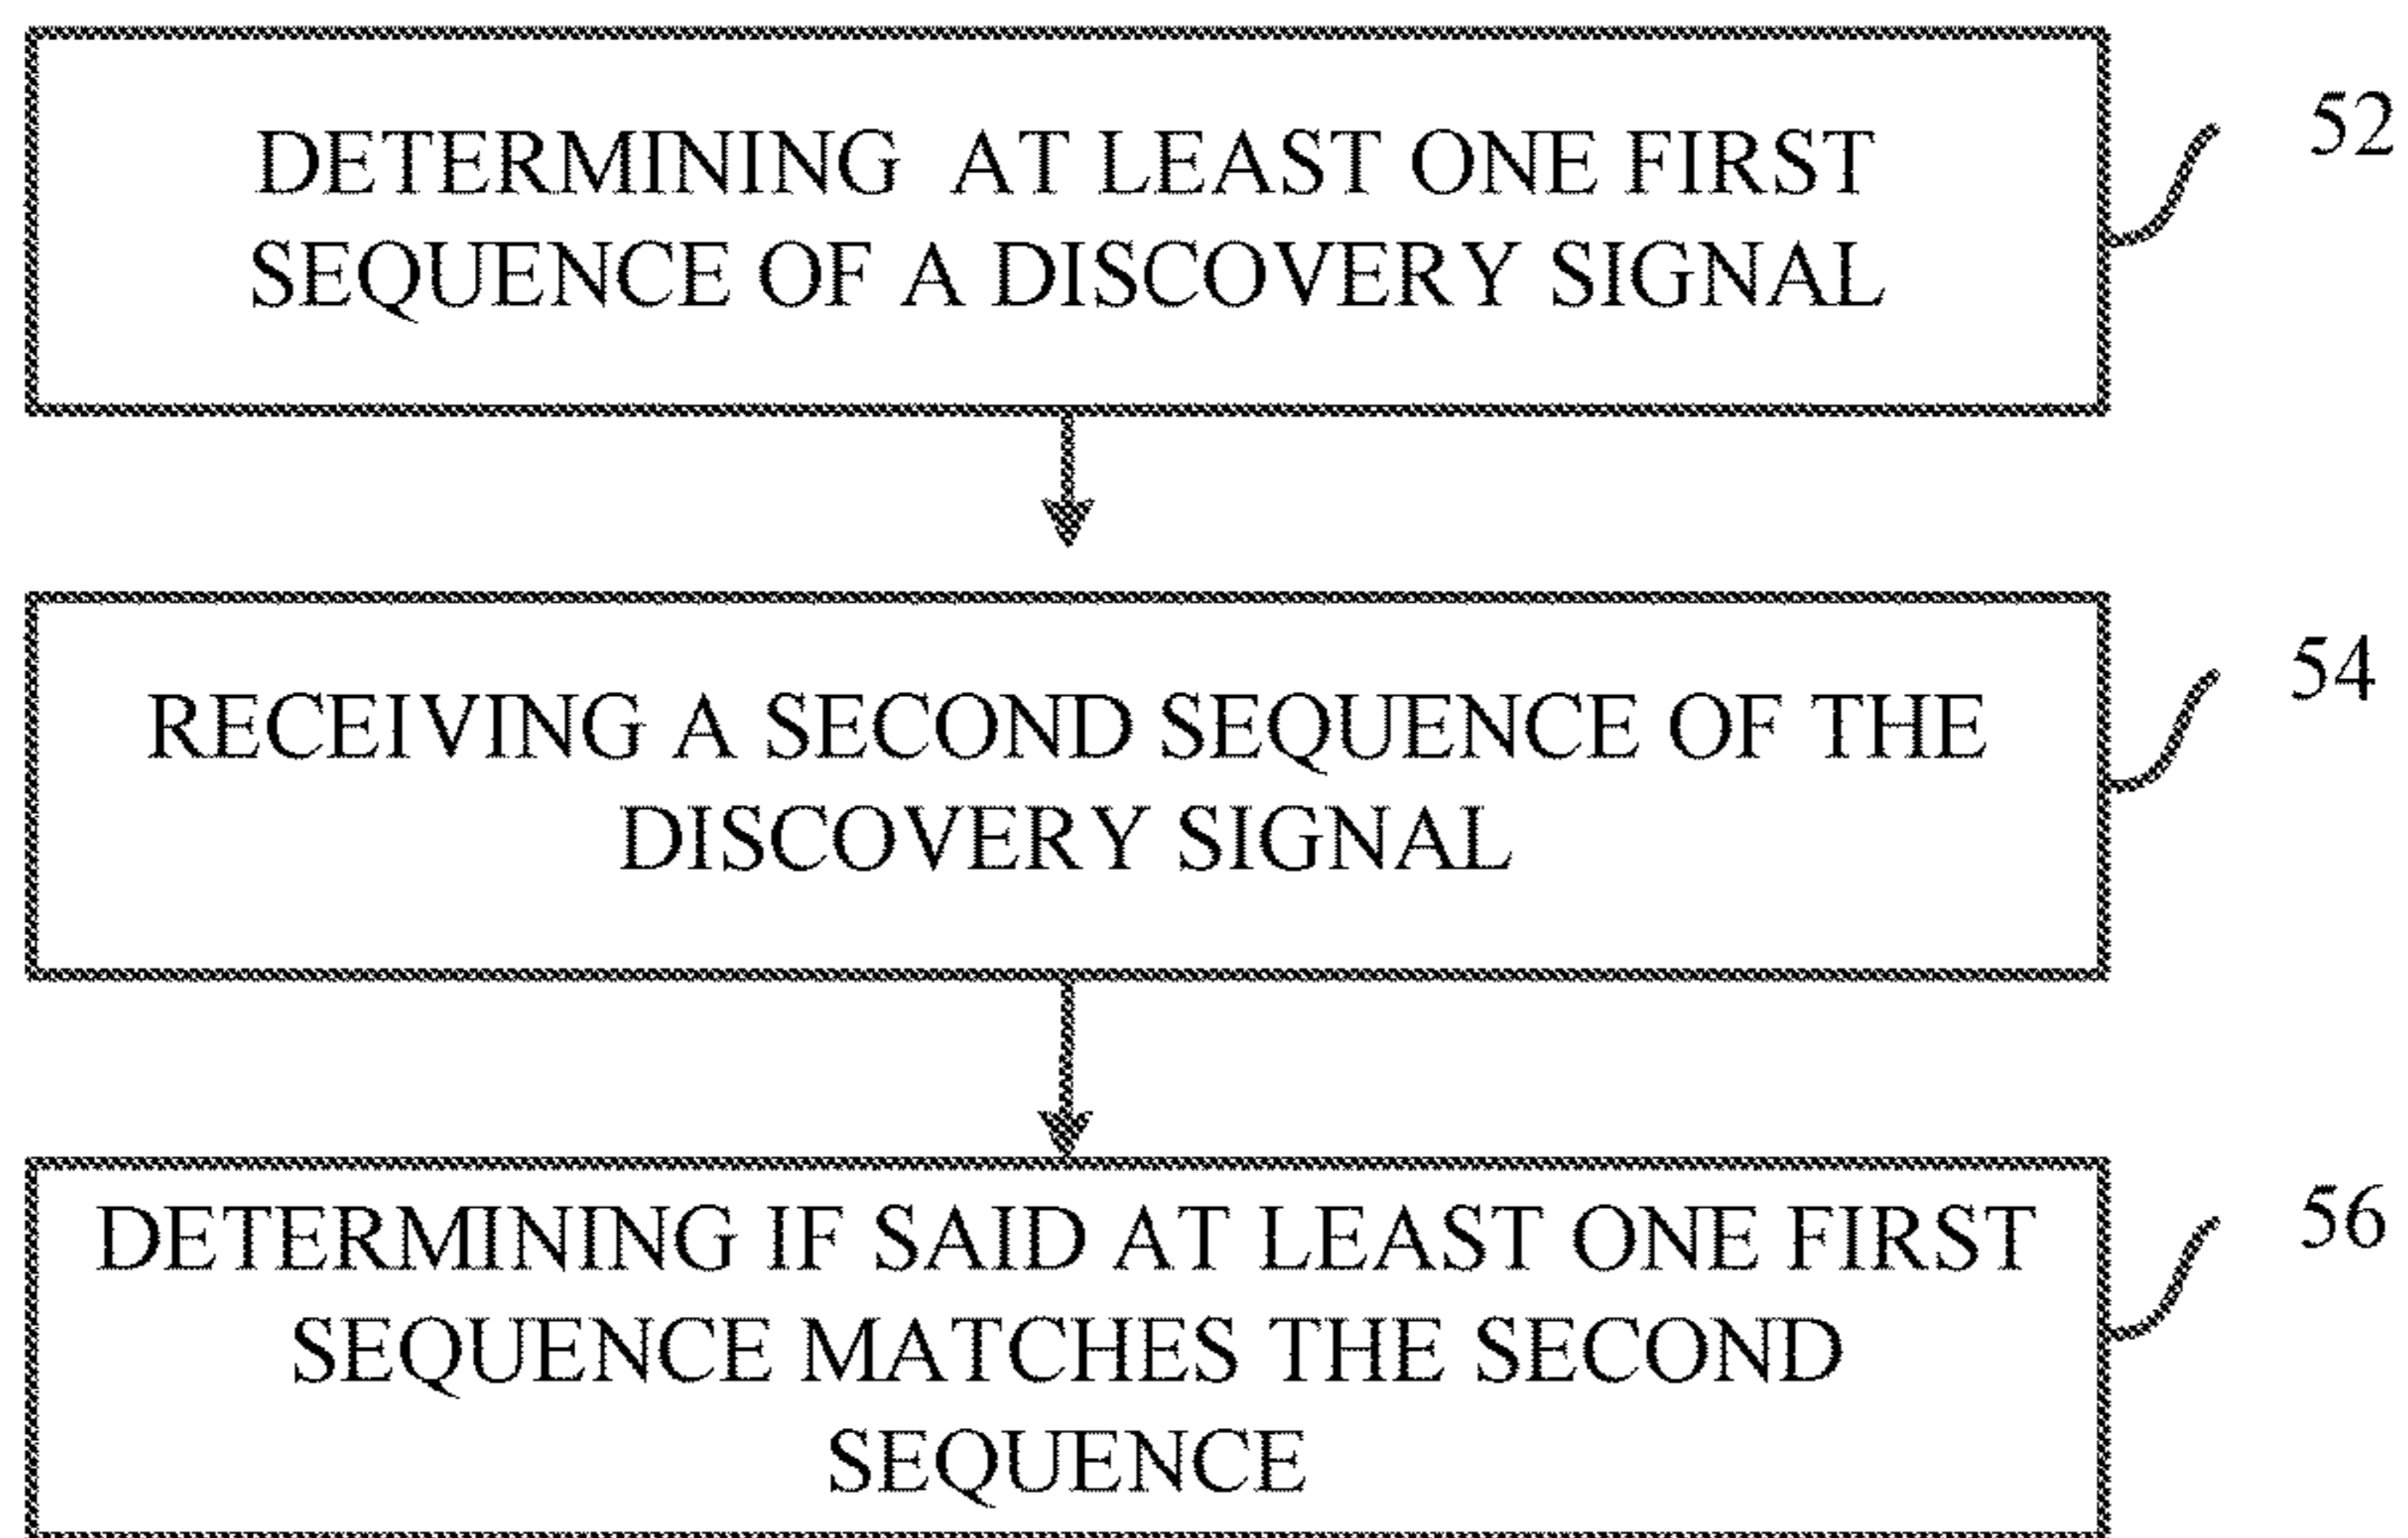 DETERMINING AT LEAST ONE FIRST
SEQUENCE OF A DISCOVERY SIGNAL
52
RECEIVING A SECOND SEQUENCE OF THE
DISCOVERY SIGNAL
54
DETERMINING IF SAID AT LEAST ONE FIRST
SEQUENCE MATCHES THE SECOND
SEQUENCE
56